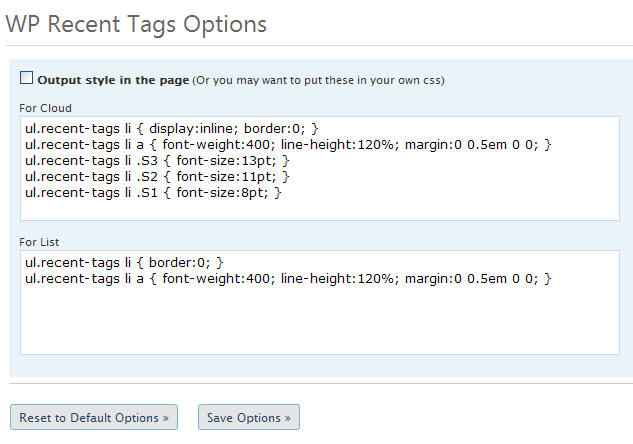 WP Recent Tags Options
Output style in the page (Or you may want to put these in your own css)
For Cloud
ul.recent-tags li { display:inline; border:0; }
ul.recent-tags li a { font-weight:400; line-height:120%; margin:0 0.5em 0 0; }
ul.recent-tags li .S3 { font-size:13pt; }
ul.recent-tags li .S2 { font-size:11pt; }
ul.recent-tags li .S1 { font-size:8pt; }
For List
ul.recent-tags li { border:0; }
ul.recent-tags li a { font-weight:400; line-height:120%; margin:0 0.5em 0 0; }
Reset to Default Options » Save Options »